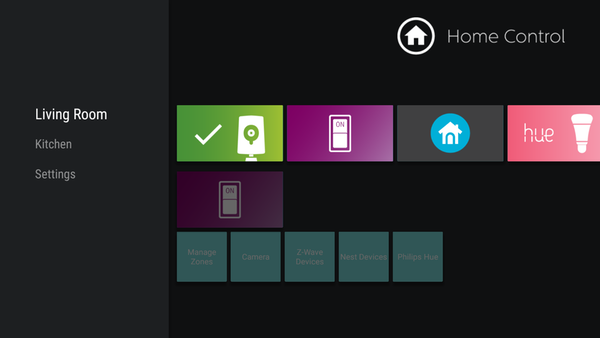 Home Control
Living Room
Kitchen
Settings
ON
hue
ON
Manage
Zones
Camera
Z-Wave
Devices
Nest Devices
Philips Hue